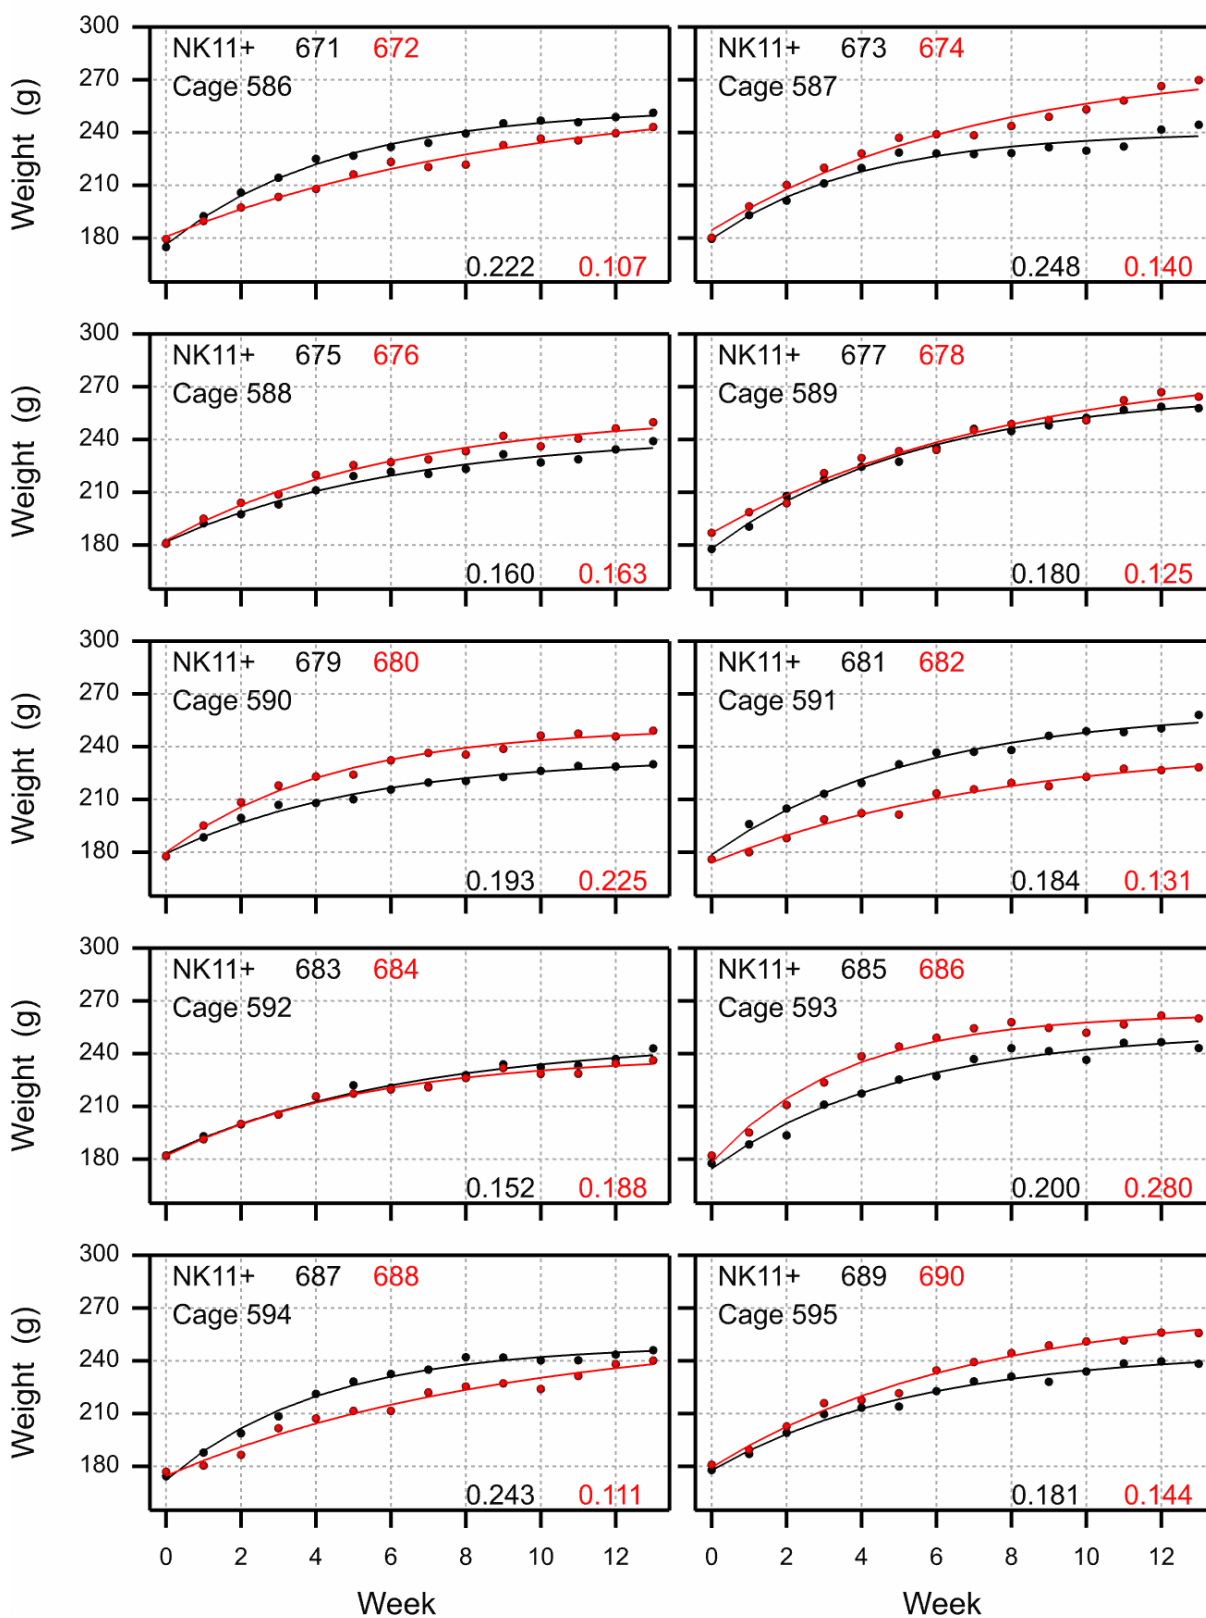 300
NK11+ 671 672
NK11+ 673 674
270
Cage 586
Cage 587
240
210
180
Weight (g)
0.222 0.107
0.248 0.140
300
NK11+ 675 676
NK11+ 677 678
270
Cage 588
Cage 589
240
210
180
Weight (g)
0.160 0.163
0.180 0.125
300
NK11+ 679 680
NK11+ 681 682
270
Cage 590
Cage 591
240
210
180
Weight (g)
0.193 0.225
0.184 0.131
300
NK11+ 683 684
NK11+ 685 686
270
Cage 592
Cage 593
240
210
180
Weight (g)
0.152 0.188
0.200 0.280
300
NK11+ 687 688
NK11+ 689 690
270
Cage 594
Cage 595
240
210
180
Weight (g)
0.243 0.111
0.181 0.144
0 2 4 6 8 10 12
0 2 4 6 8 10 12
Week
Week